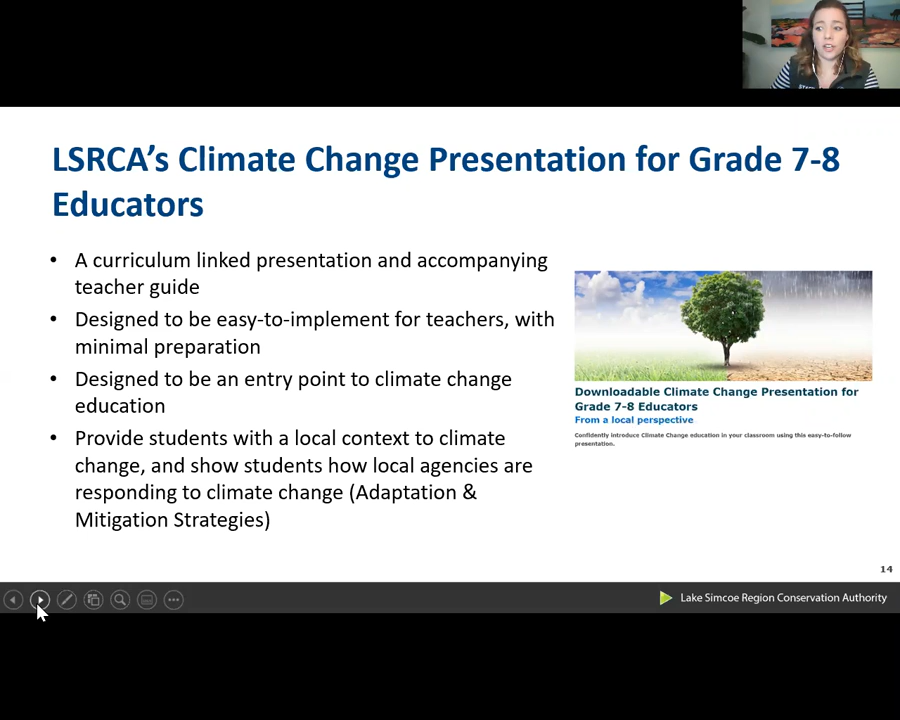 LSRCA’s Climate Change Presentation for Grade 7-8
Educators
• A curriculum linked presentation and accompanying
teacher guide
• Designed to be easy-to-implement for teachers, with
minimal preparation
• Designed to be an entry point to climate change
education
• Provide students with a local context to climate
change, and show students how local agencies are
responding to climate change (Adaptation &
Mitigation Strategies)
Downloadable Climate Change Presentation for
Grade 7-8 Educators
From a local perspective
Confidently introduce Climate Change education in your classroom using this easy-to-follow
presentation.
14
Lake Simcoe Region Conservation Authority